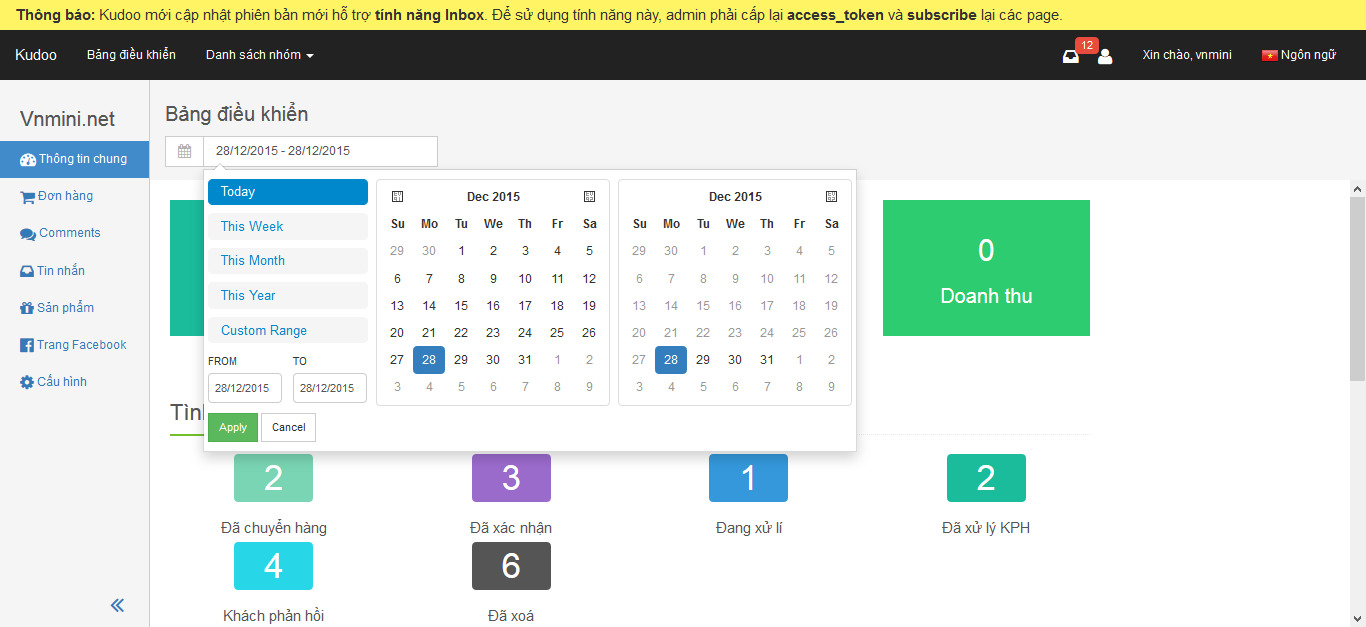 Thông báo: Kudoo mới cập nhật phiên bản mới hỗ trợ tính năng Inbox. Để sử dụng tính năng này, admin phải cấp lại access_token và subscribe lại các page.
Kudoo Bảng điều khiển Danh sách nhóm 12 Xin chào, vnmini Ngôn ngữ
Vnmini.net
Thông tin chung
Đơn hàng
Comments
Tin nhắn
Sản phẩm
Trang Facebook
Cấu hình
Bảng điều khiển
28/12/2015 - 28/12/2015
Today
This Week
This Month
This Year
Custom Range
FROM TO
28/12/2015 28/12/2015
Apply Cancel
Dec 2015
Su Mo Tu We Th Fr Sa
29 30 1 2 3 4 5
6 7 8 9 10 11 12
13 14 15 16 17 18 19
20 21 22 23 24 25 26
27 28 29 30 31 1 2
3 4 5 6 7 8 9
Dec 2015
Su Mo Tu We Th Fr Sa
29 30 1 2 3 4 5
6 7 8 9 10 11 12
13 14 15 16 17 18 19
20 21 22 23 24 25 26
27 28 29 30 31 1 2
3 4 5 6 7 8 9
0
Doanh thu
2 3 1 2
Đã chuyển hàng Đã xác nhận Đang xử lí Đã xử lý KPH
4 6
Khách phản hồi Đã xoá